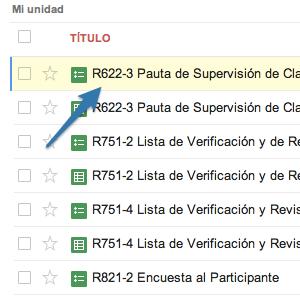 Mi unidad
TÍTULO
R622-3 Pauta de Supervisión de Cla
R622-3 Pauta de Supervisión de Cla
R751-2 Lista de Verificación y de Re
R751-2 Lista de Verificación y de Re
R751-4 Lista de Verificación y Revis
R751-4 Lista de Verificación y Revis
R821-2 Encuesta al Participante